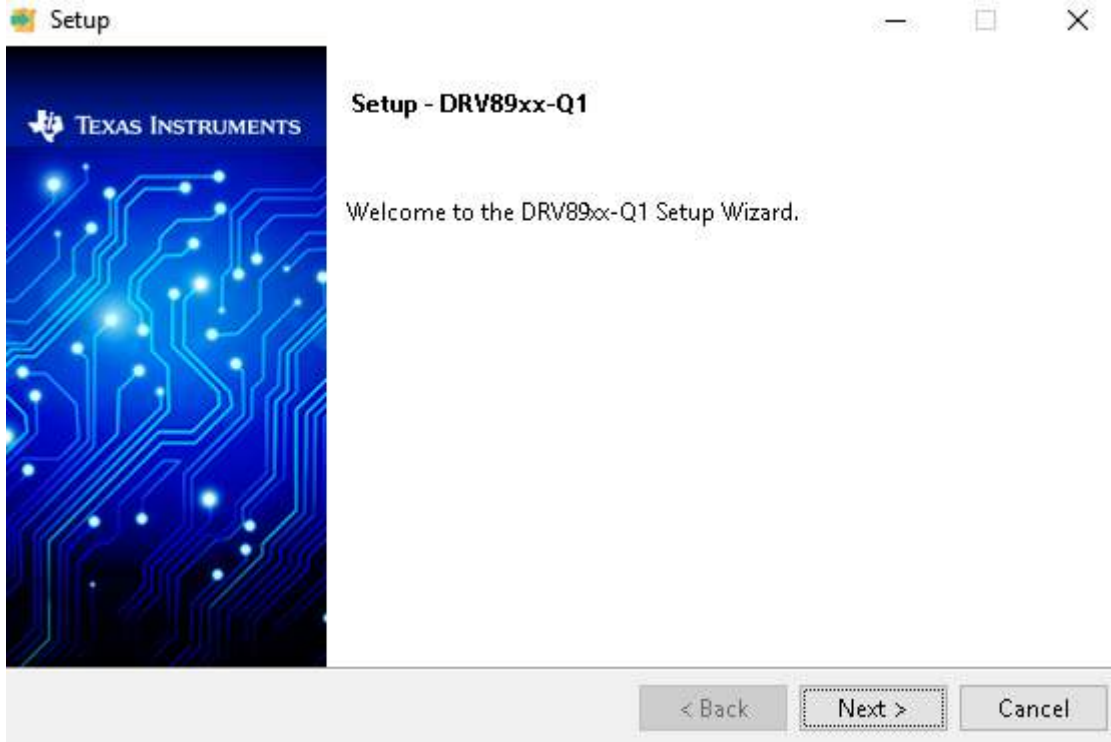 Setup
TEXAS INSTRUMENTS
Setup - DRV89xx-Q1
Welcome to the DRV89xx-Q1 Setup Wizard.
< Back
Next >
Cancel